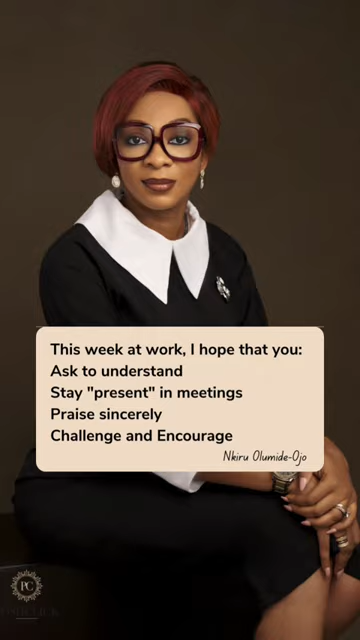 This week at work, I hope that you:
Ask to understand
Stay "present" in meetings
Praise sincerely
Challenge and Encourage
Nkiru Olumide-Ojo
PC